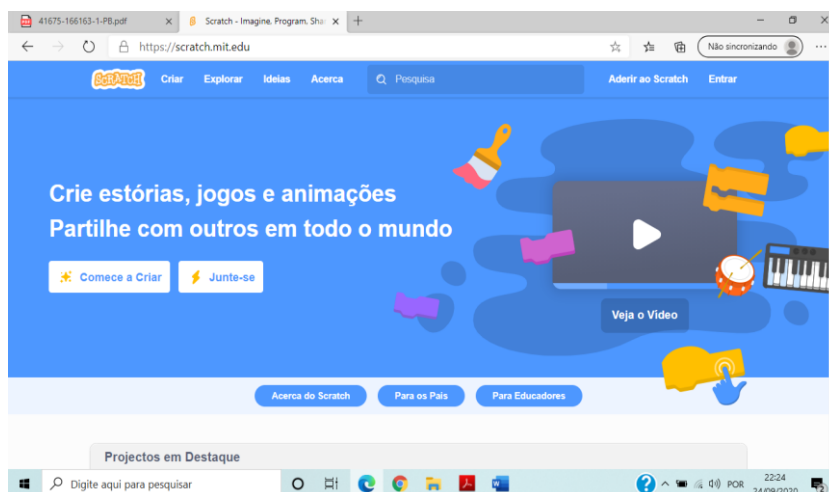 41675-166163-1-PB.pdf
Scratch - Imagine. Program. Sha
https://scratch.mit.edu
Não sincronizando
SCRATCH Criar Explorar Ideias Acerca Pesquisa Aderir ao Scratch Entrar
Crie estórias, jogos e animações
Partilhe com outros em todo o mundo
Comece a Criar Junte-se
Veja o Vídeo
Acerca do Scratch Para os Pais Para Educadores
Projectos em Destaque
Digite aqui para pesquisar
POR
22:24
24/09/2020